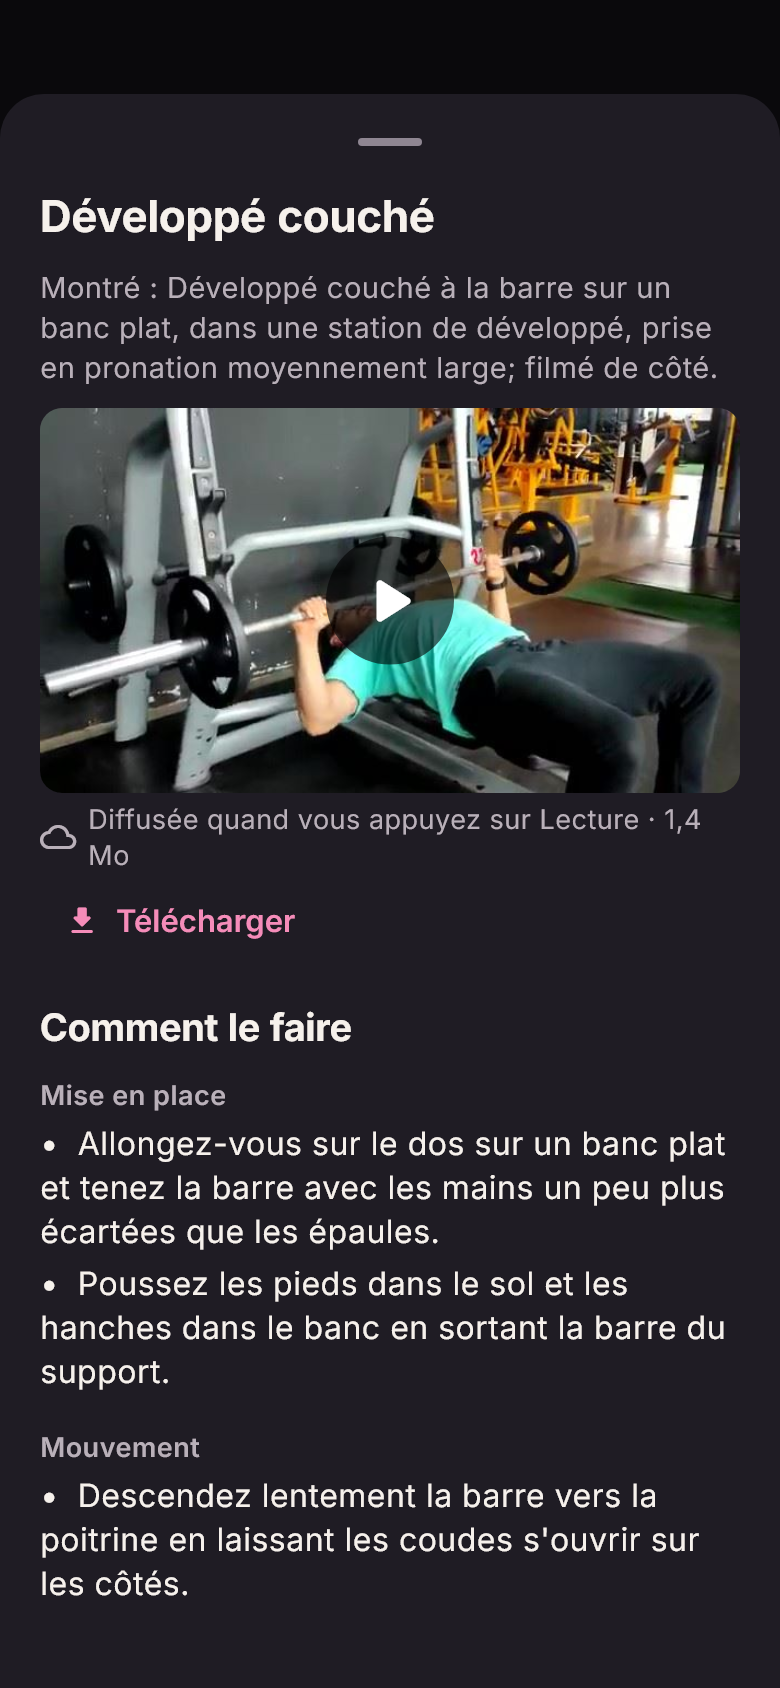 Développé couché
Montré : Développé couché à la barre sur un
banc plat, dans une station de développé, prise
en pronation moyennement large; filmé de côté.
Diffusée quand vous appuyez sur Lecture · 1,4
Mo
Télécharger
Comment le faire
Mise en place
• Allongez-vous sur le dos sur un banc plat
et tenez la barre avec les mains un peu plus
écartées que les épaules.
• Poussez les pieds dans le sol et les
hanches dans le banc en sortant la barre du
support.
Mouvement
• Descendez lentement la barre vers la
poitrine en laissant les coudes s'ouvrir sur
les côtés.